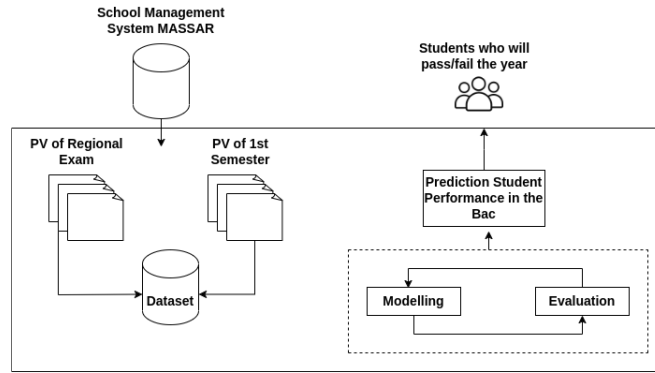 School Management
System MASSAR
Students who will
pass/fail the year
PV of Regional
Exam
PV of 1st
Semester
Prediction Student
Performance in the
Bac
Dataset
Modelling
Evaluation